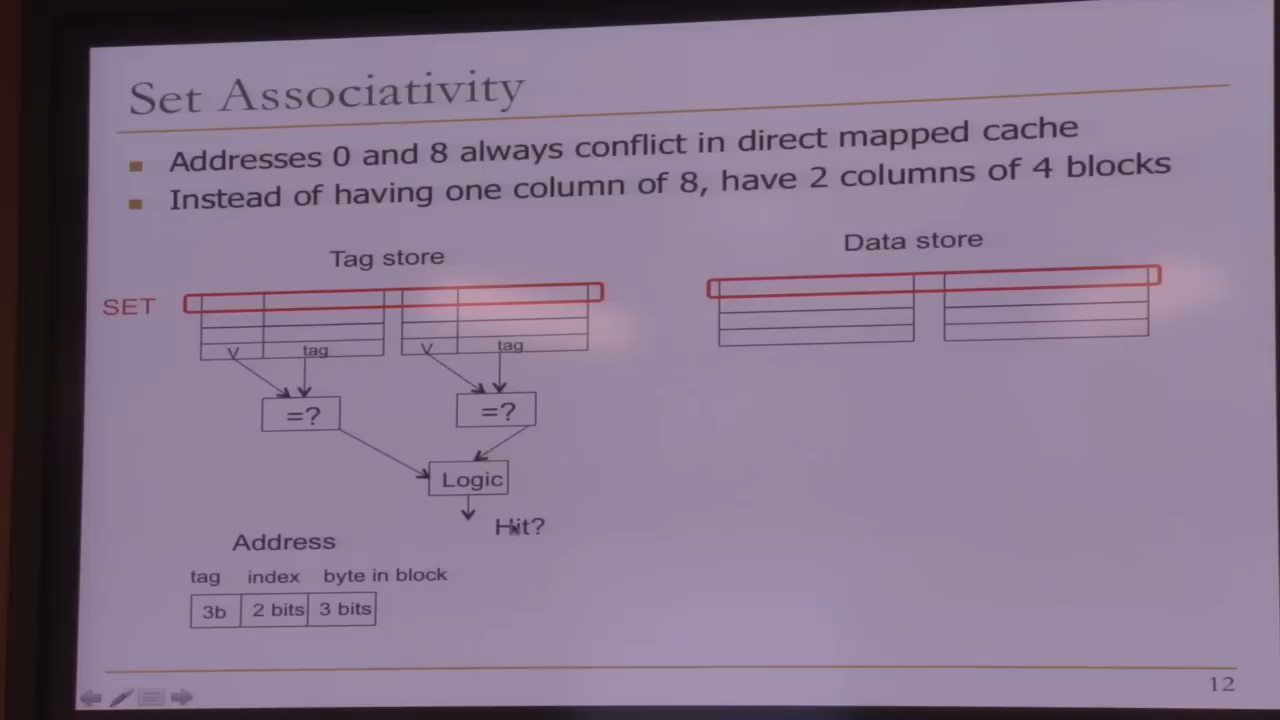 Set Associativity
Addresses 0 and 8 always conflict in direct mapped cache
Instead of having one column of 8, have 2 columns of 4 blocks
Tag store
Data store
SET
V tag V tag
=? =?
Logic
Hit?
Address
tag index byte in block
3b 2 bits 3 bits
12